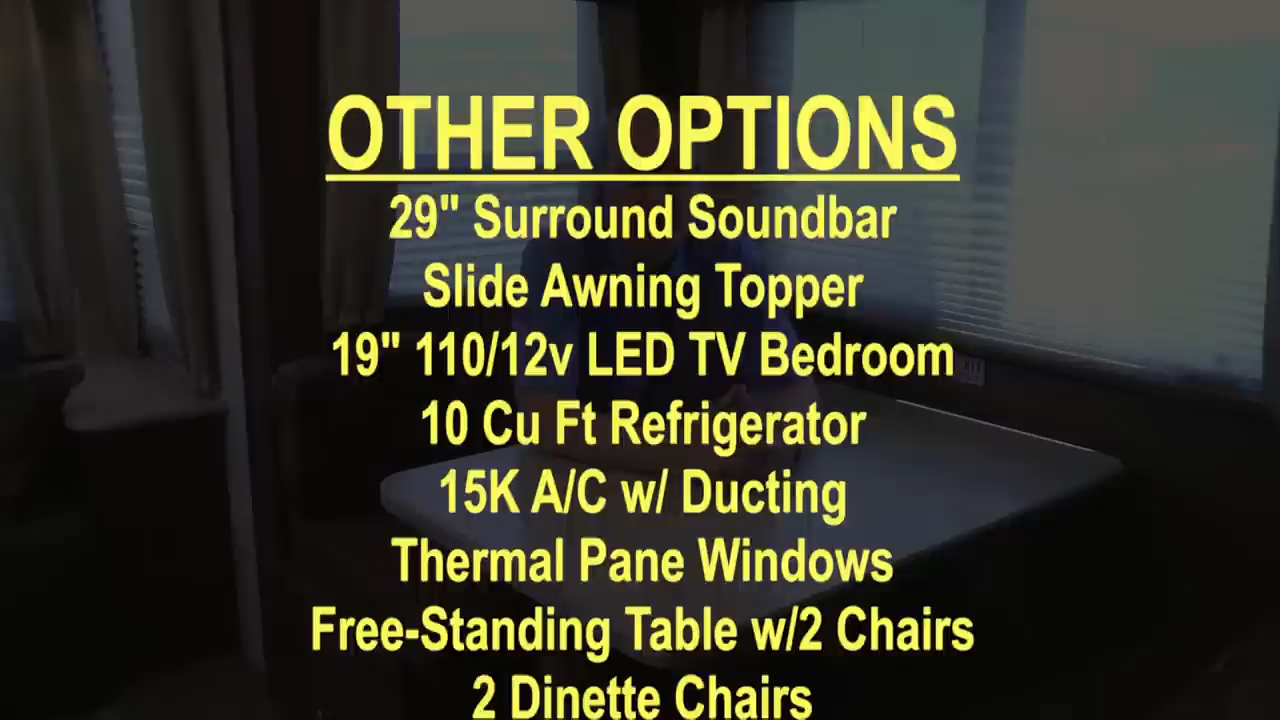 OTHER OPTIONS
29" Surround Soundbar
Slide Awning Topper
19" 110/12v LED TV Bedroom
10 Cu Ft Refrigerator
15K A/C w/ Ducting
Thermal Pane Windows
Free-Standing Table w/2 Chairs
2 Dinette Chairs